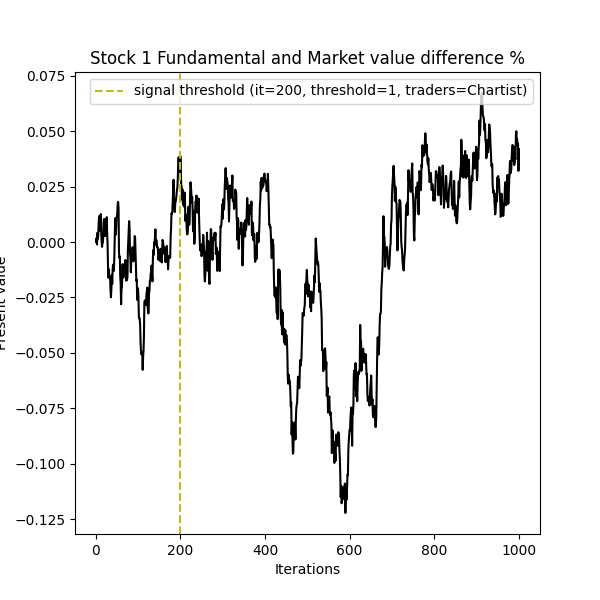 Stock 1 Fundamental and Market value difference %
signal threshold (it=200, threshold=1, traders=Chartist)
0.075
0.050
0.025
0.000
−0.025
−0.050
−0.075
−0.100
−0.125
Present value
0 200 400 600 800 1000
Iterations